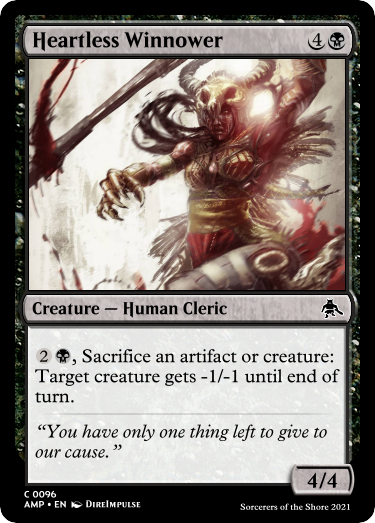 Heartless Winnower 4
Creature — Human Cleric
2 , Sacrifice an artifact or creature:
Target creature gets -1/-1 until end of
turn.
“You have only one thing left to give to
our cause.”
4/4
C 0096
AMP • EN DireImpulse
Sorcerers of the Shore 2021